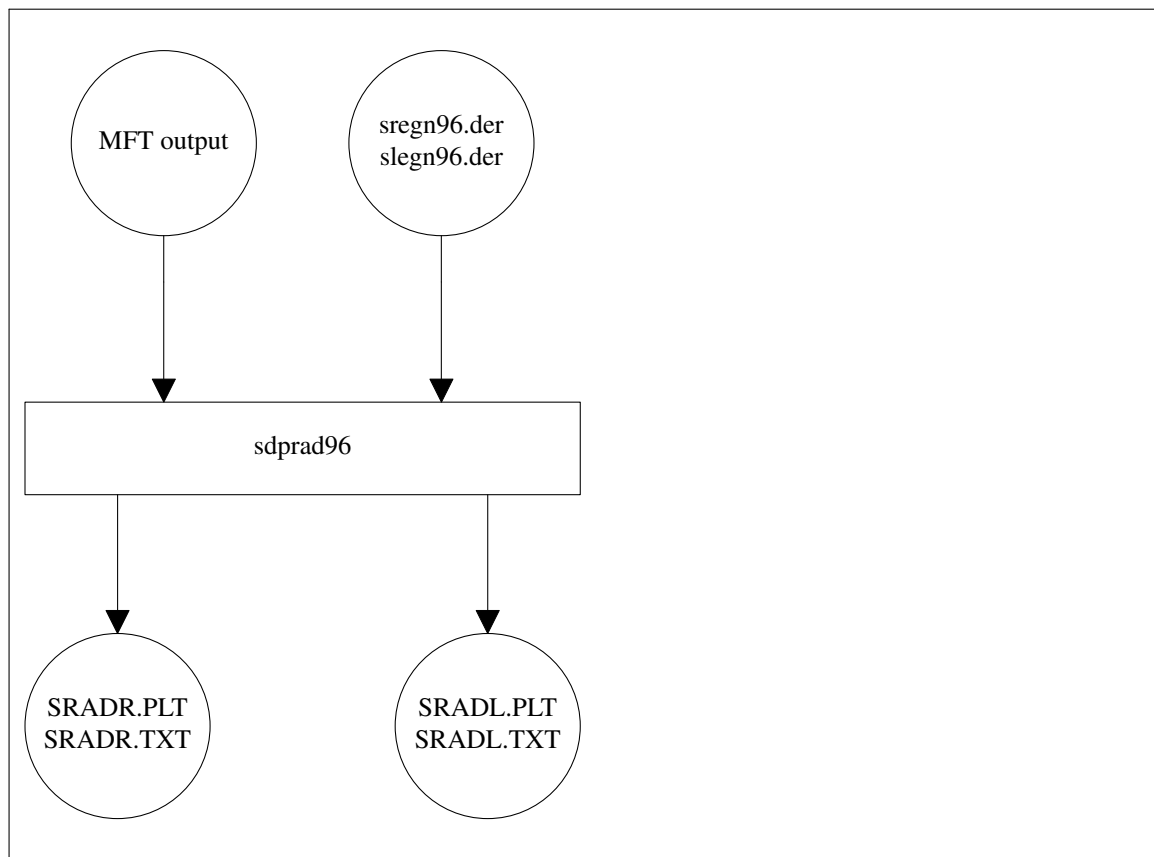 MFT output
sregn96.der
slegn96.der
sdprad96
SRADR.PLT
SRADR.TXT
SRADL.PLT
SRADL.TXT